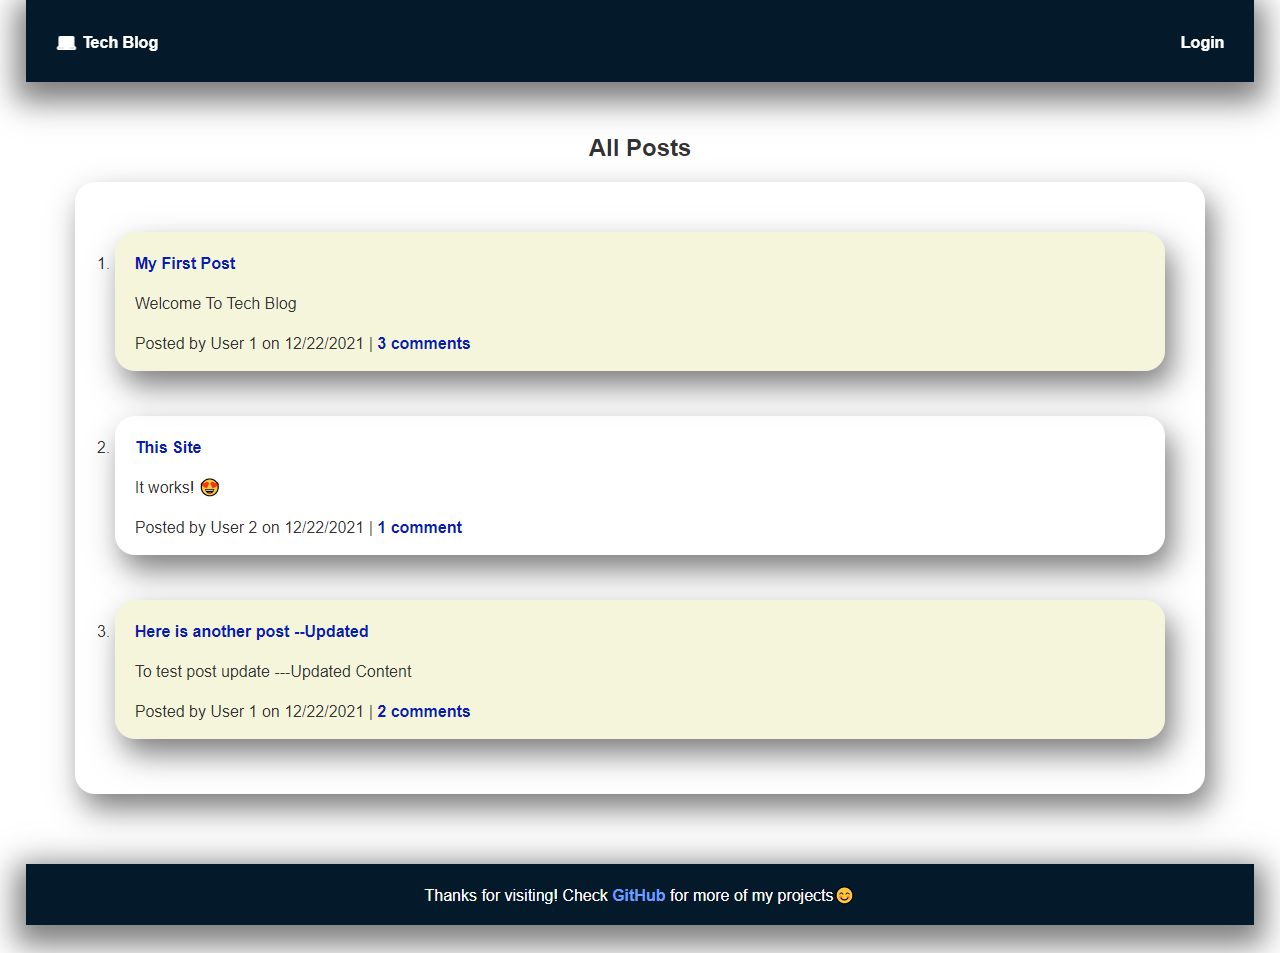 💻 Tech Blog
Login
All Posts
1. My First Post
Welcome To Tech Blog
Posted by User 1 on 12/22/2021 | 3 comments
2. This Site
It works! 😍
Posted by User 2 on 12/22/2021 | 1 comment
3. Here is another post --Updated
To test post update ---Updated Content
Posted by User 1 on 12/22/2021 | 2 comments
Thanks for visiting! Check GitHub for more of my projects😊